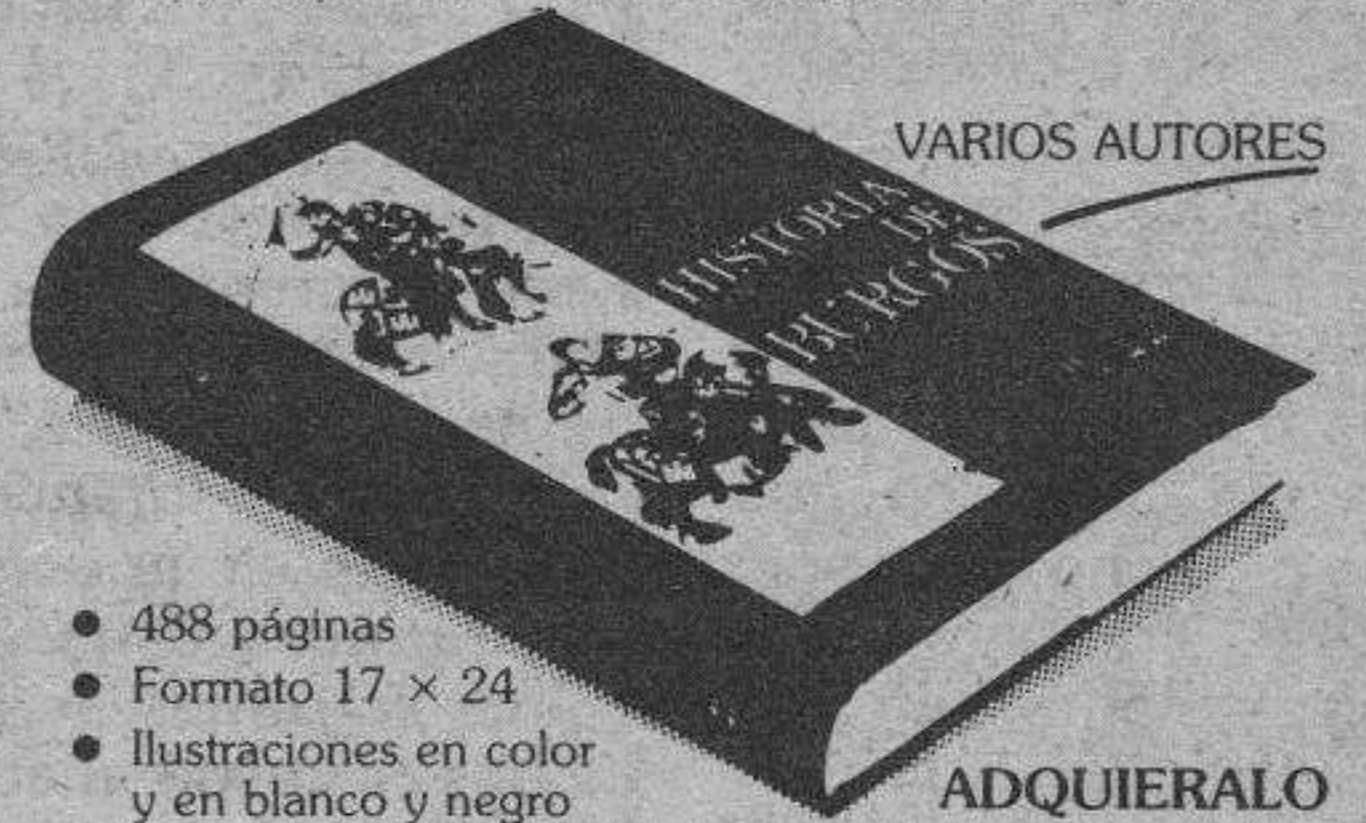 VARIOS AUTORES
HISTORIA
DE
BURGOS
● 488 páginas
● Formato 17 × 24
● Ilustraciones en color
y en blanco y negro
ADQUIERALO